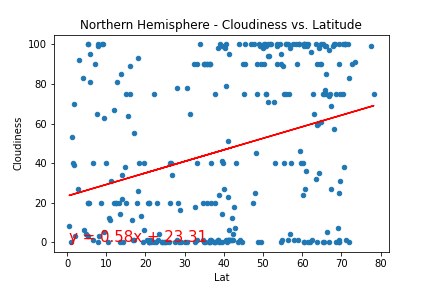 Northern Hemisphere - Cloudiness vs. Latitude
100
80
60
40
20
0
Cloudiness
y = 0.58x + 23.31
0 10 20 30 40 50 60 70 80
Lat